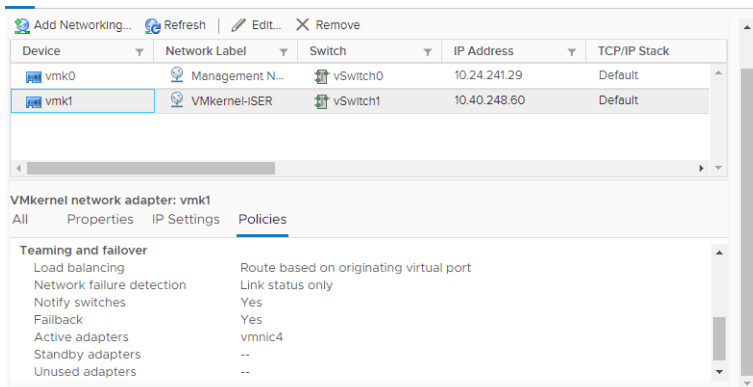 Add Networking... Refresh | Edit... Remove
Device Network Label Switch IP Address TCP/IP Stack
vmk0 Management N... vSwitch0 10.24.241.29 Default
vmk1 VMkernel-ISER vSwitch1 10.40.248.60 Default
VMkernel network adapter: vmk1
All Properties IP Settings Policies
Teaming and failover
Load balancing Route based on originating virtual port
Network failure detection Link status only
Notify switches Yes
Failback Yes
Active adapters vmnic4
Standby adapters --
Unused adapters --